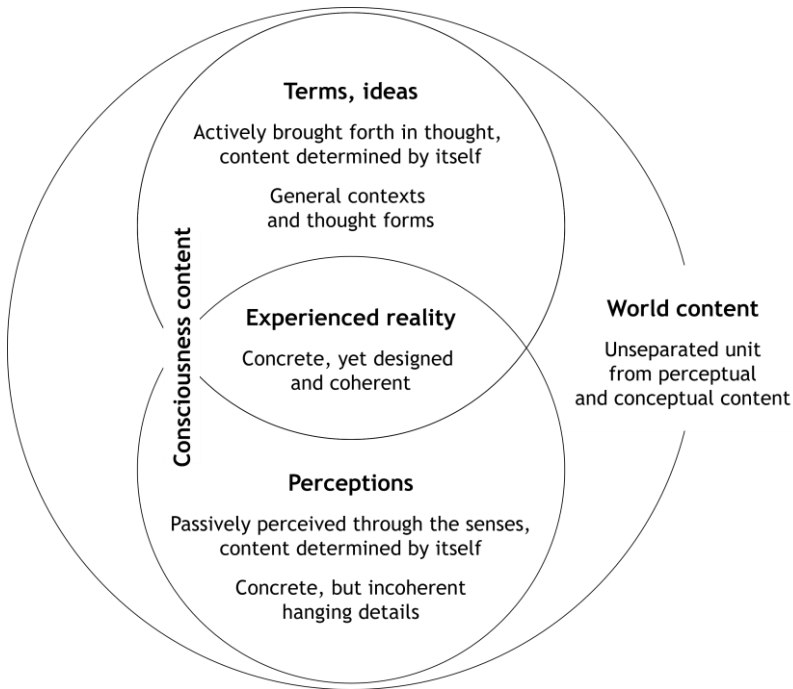 Terms, ideas
Actively brought forth in thought,
content determined by itself
General contexts
and thought forms
Consciousness content
Experienced reality
Concrete, yet designed
and coherent
World content
Unseparated unit
from perceptual
and conceptual content
Perceptions
Passively perceived through the senses,
content determined by itself
Concrete, but incoherent
hanging details